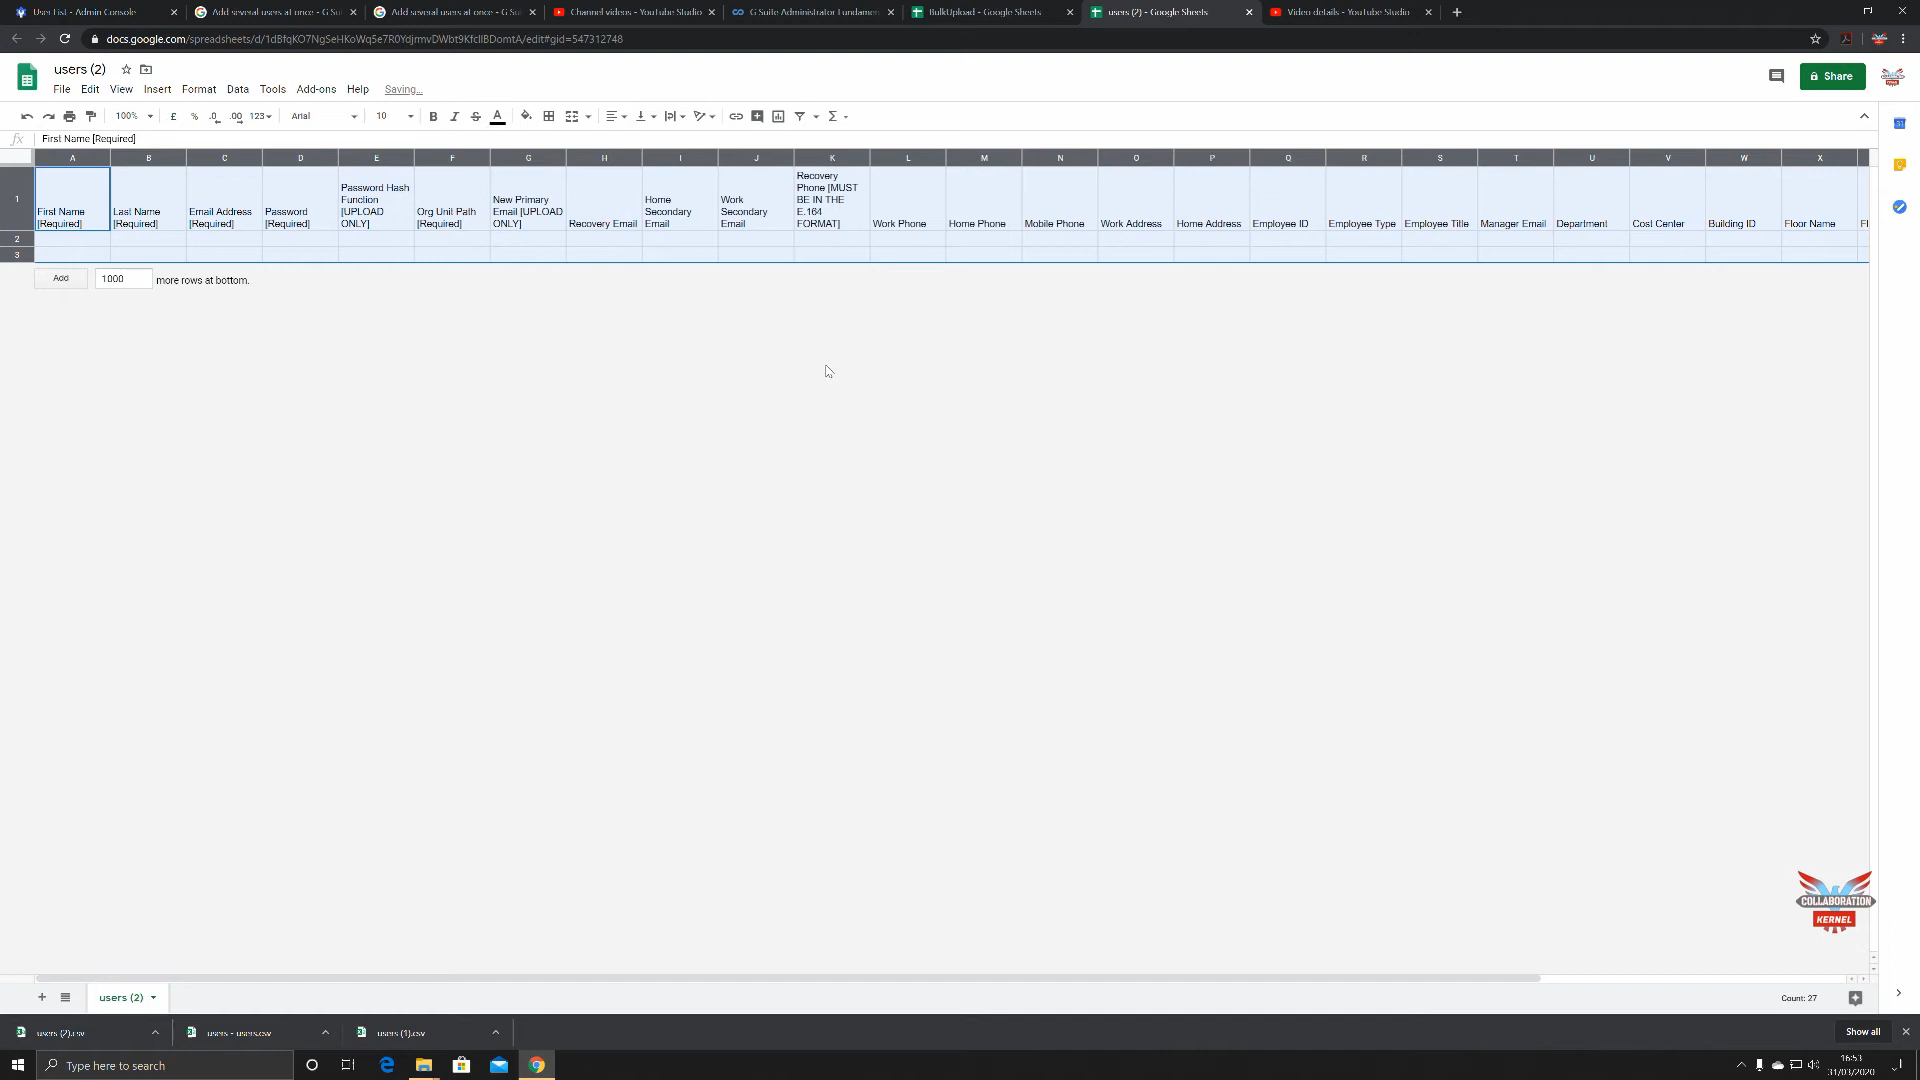 User List - Admin Console
Add several users at once - G Sui
Add several users at once - G Sui
Channel videos - YouTube Studio
G Suite Administrator Fundamen
BulkUpload - Google Sheets
users (2) - Google Sheets
Video details - YouTube Studio
users (2)
File Edit View Insert Format Data Tools Add-ons Help Saving...
Share
100% £ % .0 .00 123 Arial 10
First Name [Required]
A B C D E F G H I J K L M N O P Q R S T U V W X
1
First Name
[Required]
Last Name
[Required]
Email Address
[Required]
Password
[Required]
Password Hash
Function
[UPLOAD
ONLY]
Org Unit Path
[Required]
New Primary
Email [UPLOAD
ONLY]
Recovery Email
Home
Secondary
Email
Work
Secondary
Email
Recovery
Phone [MUST
BE IN THE
E.164
FORMAT]
Work Phone
Home Phone
Mobile Phone
Work Address
Home Address
Employee ID
Employee Type
Employee Title
Manager Email
Department
Cost Center
Building ID
Floor Name
Fl
2
3
Add 1000 more rows at bottom.
COLLABORATION
KERNEL
users (2)
Count: 27
users (2).csv
users - users.csv
users (1).csv
Show all
Type here to search
16:53
31/03/2020